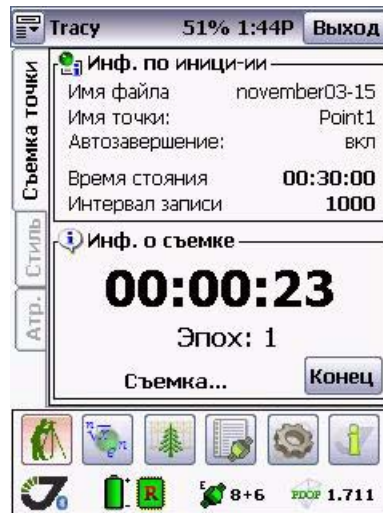 Tracy 51% 1:44P Выход
Съемка точки
Стиль
Атр.
Инф. по иници-ии
Имя файла november03-15
Имя точки: Point1
Автозавершение: вкл
Время стояния 00:30:00
Интервал записи 1000
Инф. о съемке
00:00:23
Эпох: 1
Съемка... Конец
n √x e n
R 8+6 PDOP 1.711